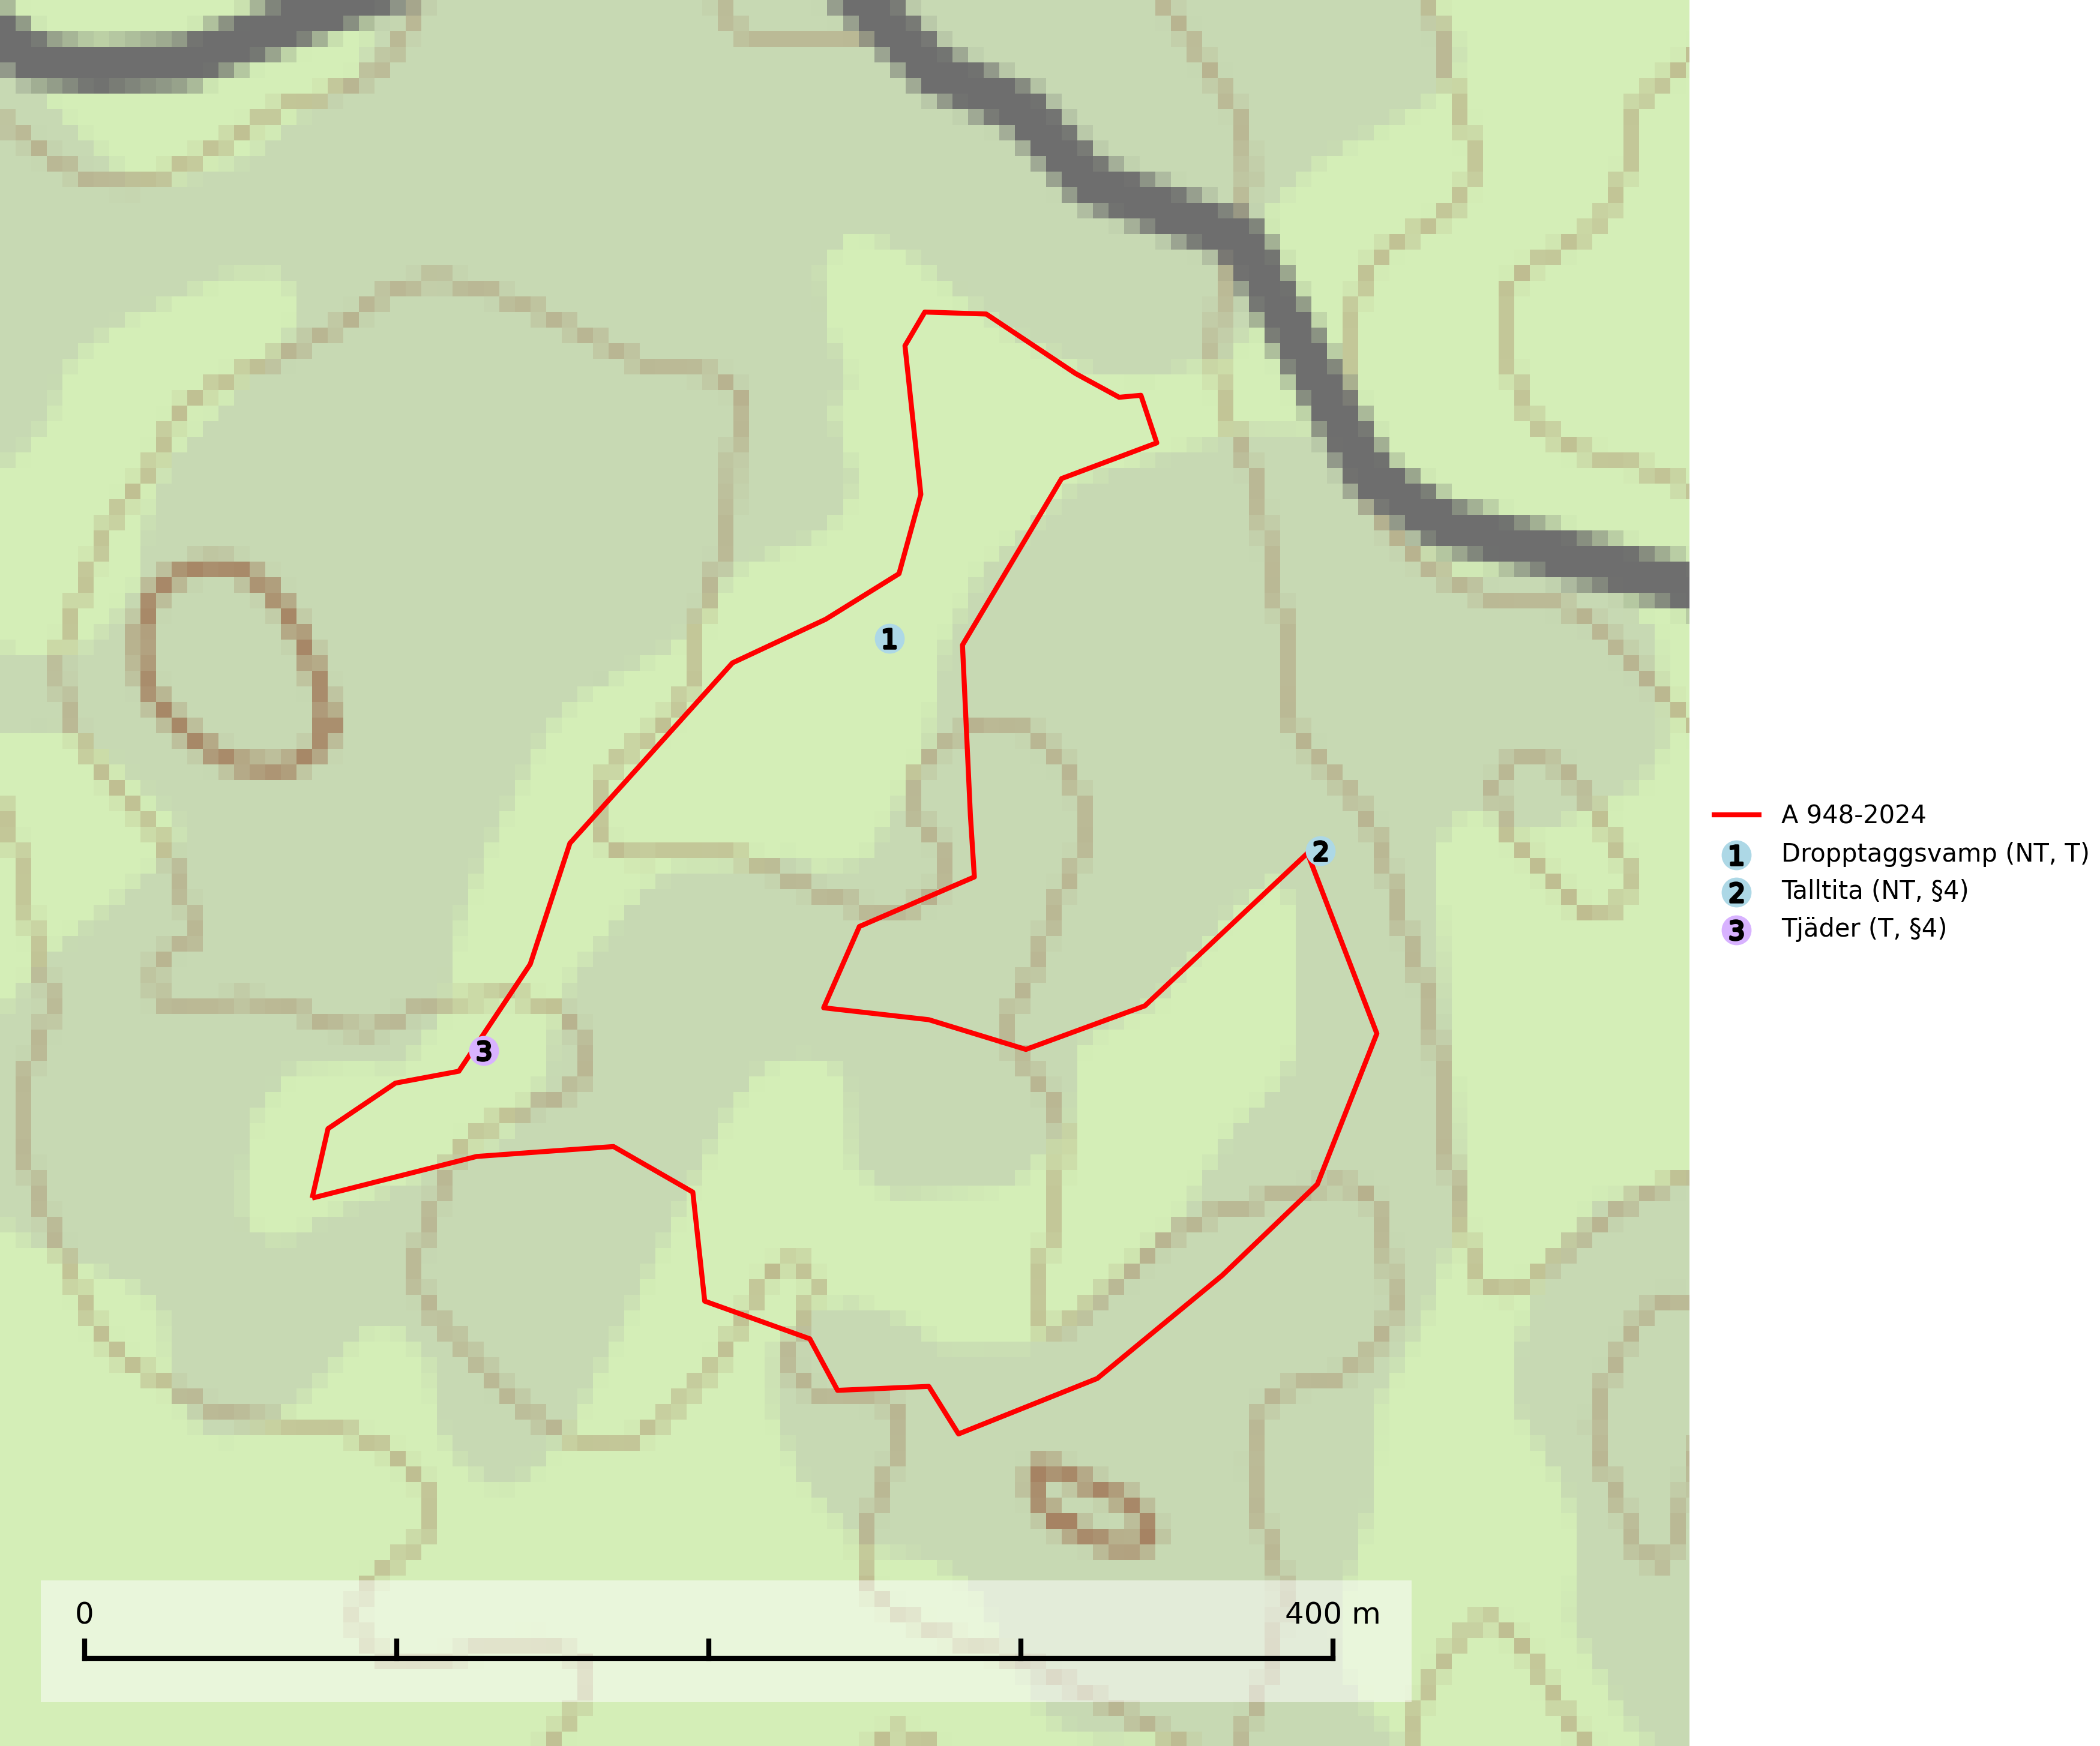 1
2
3
A 948-2024
1 Dropptaggsvamp (NT, T)
2 Talltita (NT, §4)
3 Tjäder (T, §4)
0 400 m